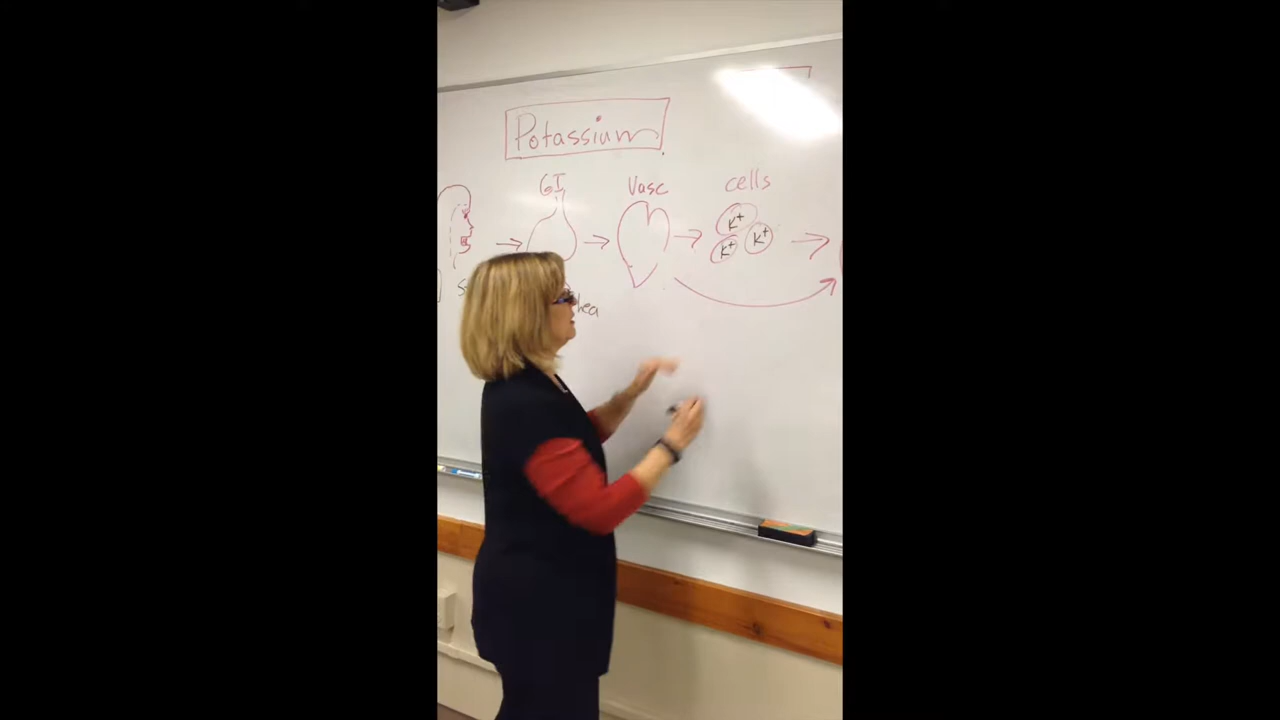 Potassium
GI
Vasc
cells
K+
K+
K+